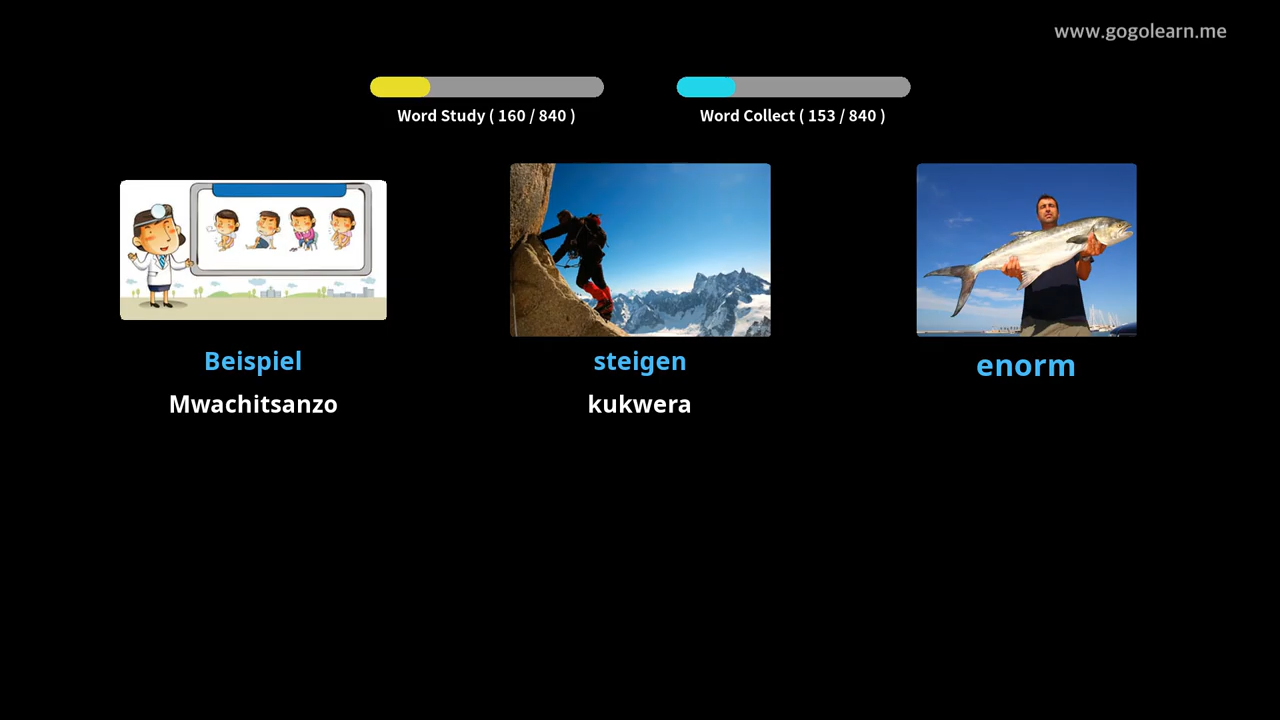 www.gogolearn.me
Word Study ( 160 / 840 )
Word Collect ( 153 / 840 )
Beispiel
Mwachitsanzo
steigen
kukwera
enorm